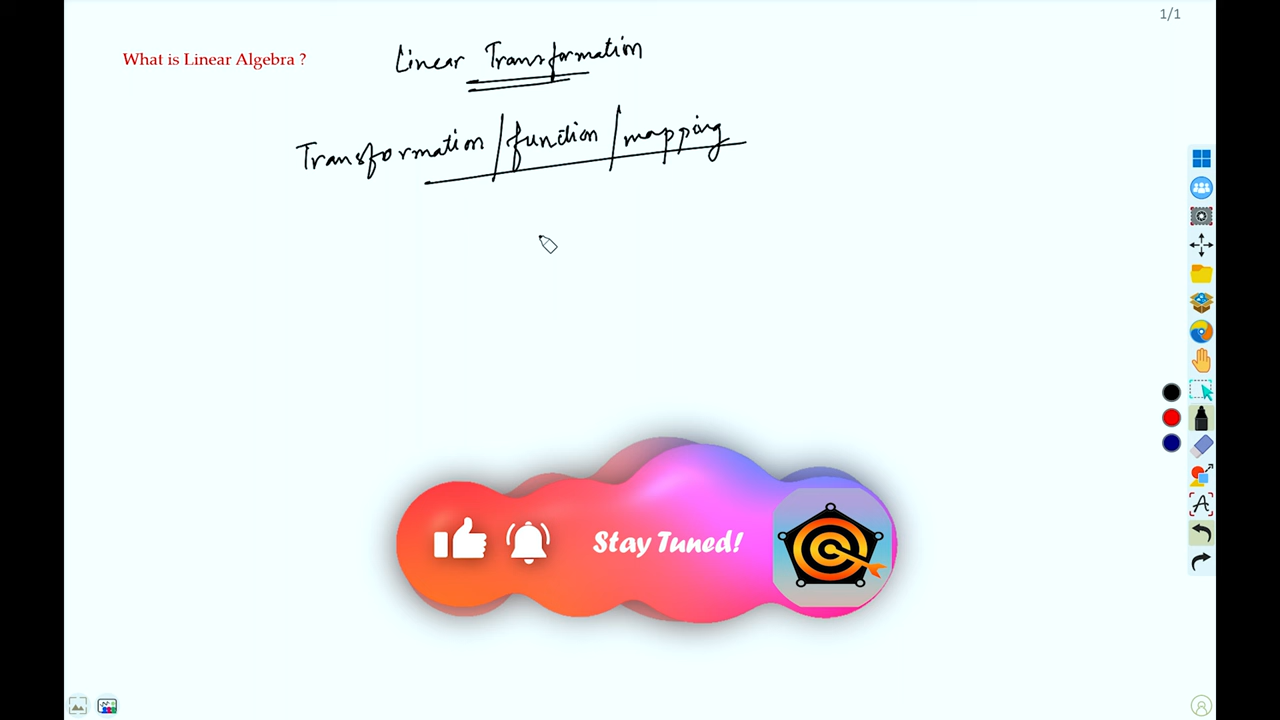 1/1
What is Linear Algebra ? Linear Transformation
Transformation/function/mapping
Stay Tuned!